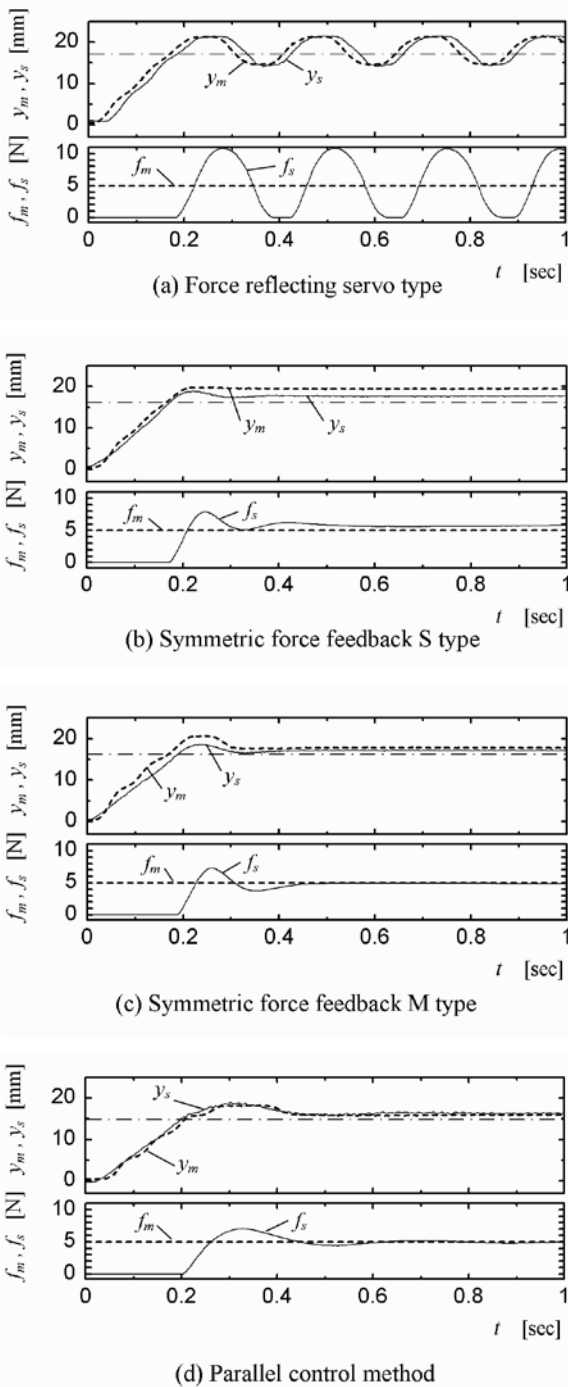 y_m , y_s [mm]
20
10
0
y_m
y_s
f_m, f_s [N]
10
5
0
f_m
f_s
0 0.2 0.4 0.6 0.8 1
t [sec]
(a) Force reflecting servo type
y_m , y_s [mm]
20
10
0
y_m
y_s
f_m, f_s [N]
10
5
0
f_m
f_s
0 0.2 0.4 0.6 0.8 1
t [sec]
(b) Symmetric force feedback S type
y_m , y_s [mm]
20
10
0
y_m
y_s
f_m, f_s [N]
10
5
0
f_m
f_s
0 0.2 0.4 0.6 0.8 1
t [sec]
(c) Symmetric force feedback M type
y_m , y_s [mm]
20
10
0
y_s
y_m
f_m, f_s [N]
10
5
0
f_m
f_s
0 0.2 0.4 0.6 0.8 1
t [sec]
(d) Parallel control method